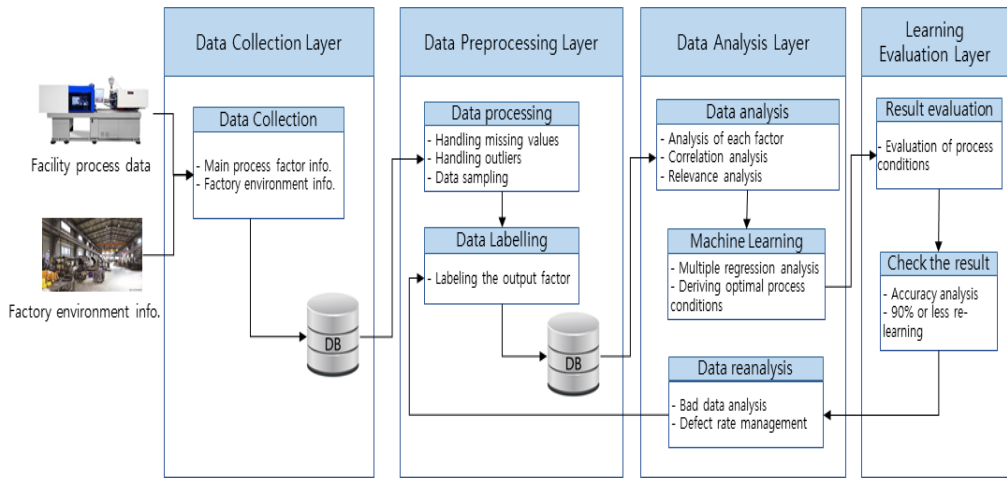 Data Collection Layer
Data Preprocessing Layer
Data Analysis Layer
Learning
Evaluation Layer
Facility process data
Factory environment info.
Data Collection
- Main process factor info.
- Factory environment info.
DB
Data processing
- Handling missing values
- Handling outliers
- Data sampling
Data Labelling
- Labeling the output factor
DB
Data analysis
- Analysis of each factor
- Correlation analysis
- Relevance analysis
Machine Learning
- Multiple regression analysis
- Deriving optimal process
conditions
Data reanalysis
- Bad data analysis
- Defect rate management
Result evaluation
- Evaluation of process
conditions
Check the result
- Accuracy analysis
- 90% or less re-
learning